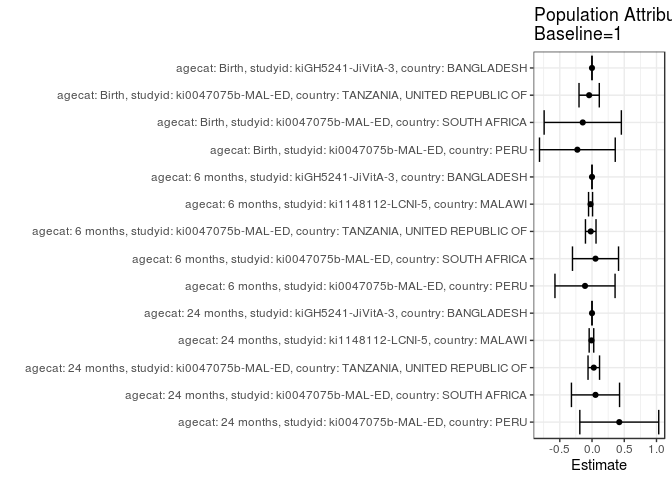 Population Attribu
Baseline=1
agecat: Birth, studyid: kiGH5241-JiVitA-3, country: BANGLADESH
agecat: Birth, studyid: ki0047075b-MAL-ED, country: TANZANIA, UNITED REPUBLIC OF
agecat: Birth, studyid: ki0047075b-MAL-ED, country: SOUTH AFRICA
agecat: Birth, studyid: ki0047075b-MAL-ED, country: PERU
agecat: 6 months, studyid: kiGH5241-JiVitA-3, country: BANGLADESH
agecat: 6 months, studyid: ki1148112-LCNI-5, country: MALAWI
agecat: 6 months, studyid: ki0047075b-MAL-ED, country: TANZANIA, UNITED REPUBLIC OF
agecat: 6 months, studyid: ki0047075b-MAL-ED, country: SOUTH AFRICA
agecat: 6 months, studyid: ki0047075b-MAL-ED, country: PERU
agecat: 24 months, studyid: kiGH5241-JiVitA-3, country: BANGLADESH
agecat: 24 months, studyid: ki1148112-LCNI-5, country: MALAWI
agecat: 24 months, studyid: ki0047075b-MAL-ED, country: TANZANIA, UNITED REPUBLIC OF
agecat: 24 months, studyid: ki0047075b-MAL-ED, country: SOUTH AFRICA
agecat: 24 months, studyid: ki0047075b-MAL-ED, country: PERU
-0.5 0.0 0.5 1.0
Estimate